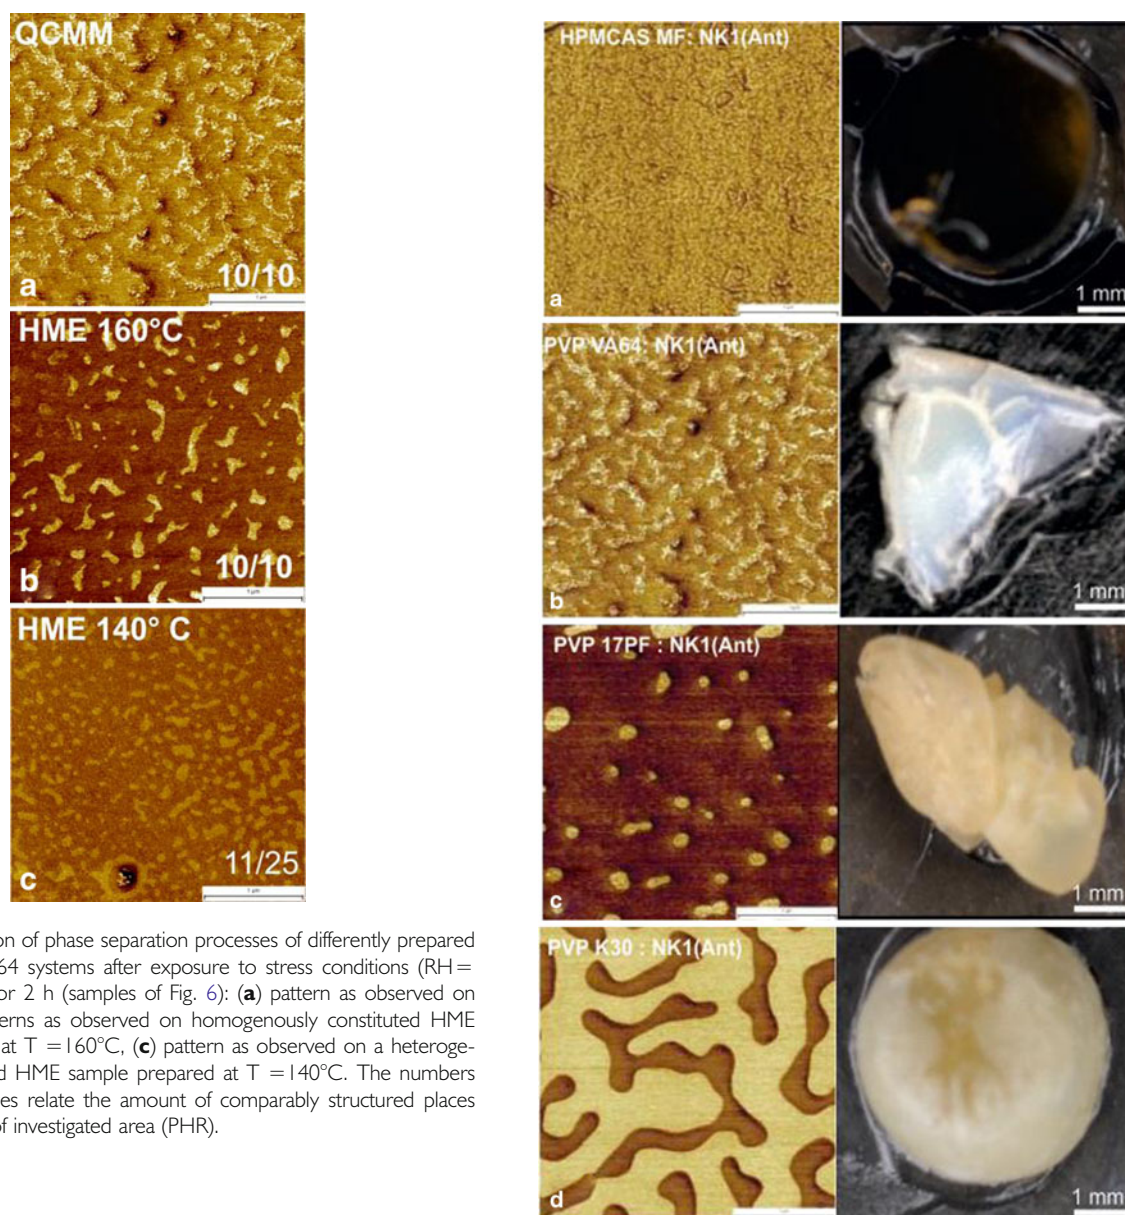 QCMM
10/10
a
HME 160°C
10/10
b
HME 140° C
11/25
c
1 µm
on of phase separation processes of differently prepared
64 systems after exposure to stress conditions (RH=
or 2 h (samples of Fig. 6): (a) pattern as observed on
erns as observed on homogenously constituted HME
at T =160°C, (c) pattern as observed on a heteroge-
d HME sample prepared at T =140°C. The numbers
es relate the amount of comparably structured places
of investigated area (PHR).
HPMCAS MF: NK1(Ant)
a
1 mm
PVP VA64: NK1(Ant)
b
1 mm
PVP 17PF : NK1(Ant)
c
1 mm
PVP K30 : NK1(Ant)
d
1 mm